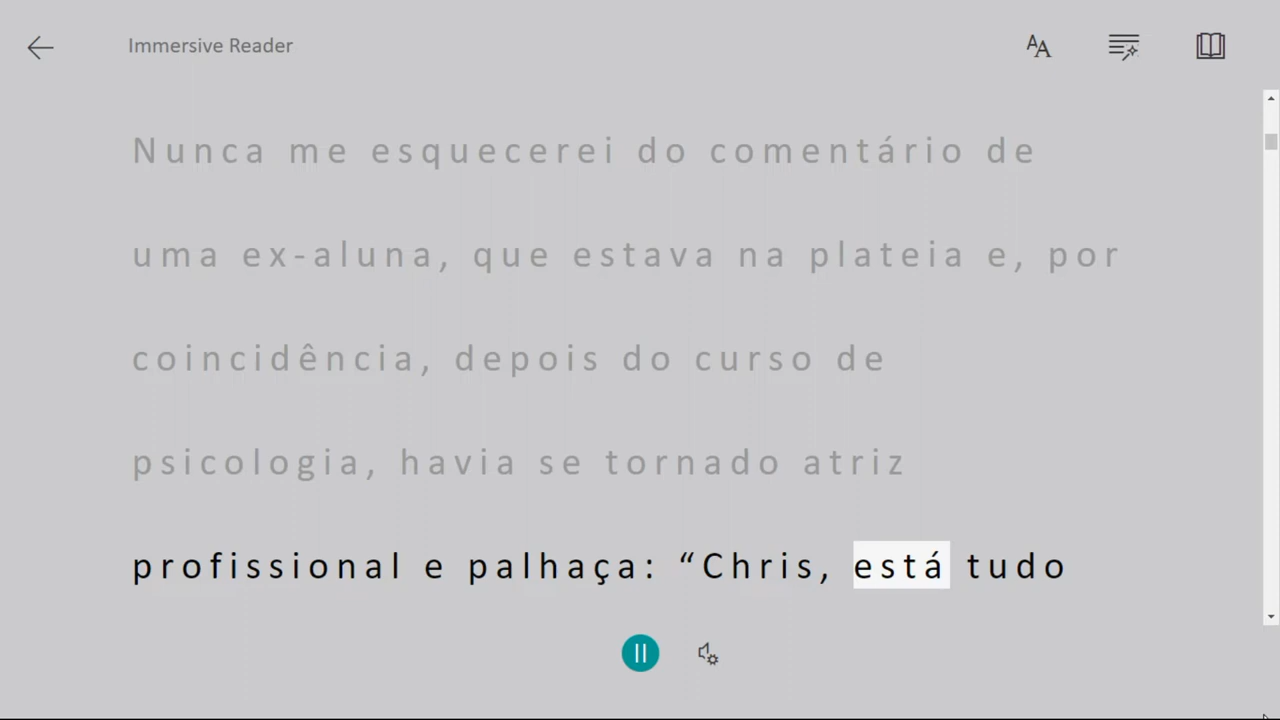 Immersive Reader
Nunca me esquecerei do comentário de
uma ex-aluna, que estava na plateia e, por
coincidência, depois do curso de
psicologia, havia se tornado atriz
profissional e palhaça: “Chris, está tudo